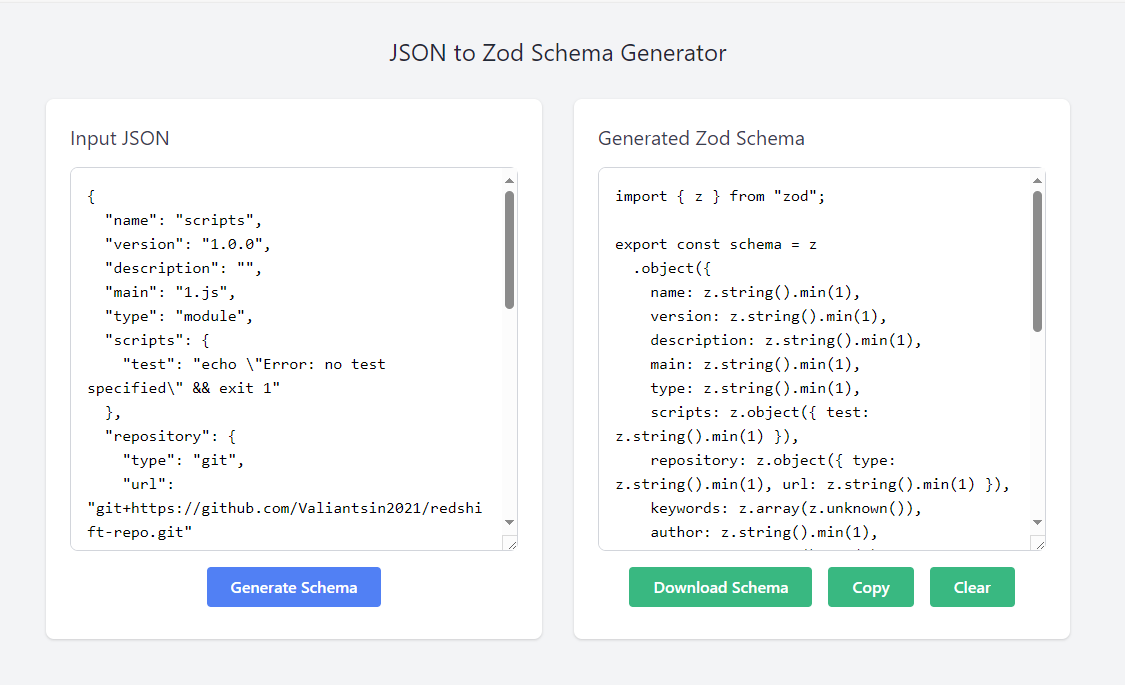 JSON to Zod Schema Generator
Input JSON
{
  "name": "scripts",
  "version": "1.0.0",
  "description": "",
  "main": "1.js",
  "type": "module",
  "scripts": {
    "test": "echo \"Error: no test
specified\" && exit 1"
  },
  "repository": {
    "type": "git",
    "url":
"git+https://github.com/Valiantsin2021/redshi
ft-repo.git"
Generate Schema
Generated Zod Schema
import { z } from "zod";

export const schema = z
  .object({
    name: z.string().min(1),
    version: z.string().min(1),
    description: z.string().min(1),
    main: z.string().min(1),
    type: z.string().min(1),
    scripts: z.object({ test:
z.string().min(1) }),
    repository: z.object({ type:
z.string().min(1), url: z.string().min(1) }),
    keywords: z.array(z.unknown()),
    author: z.string().min(1),
Download Schema
Copy
Clear